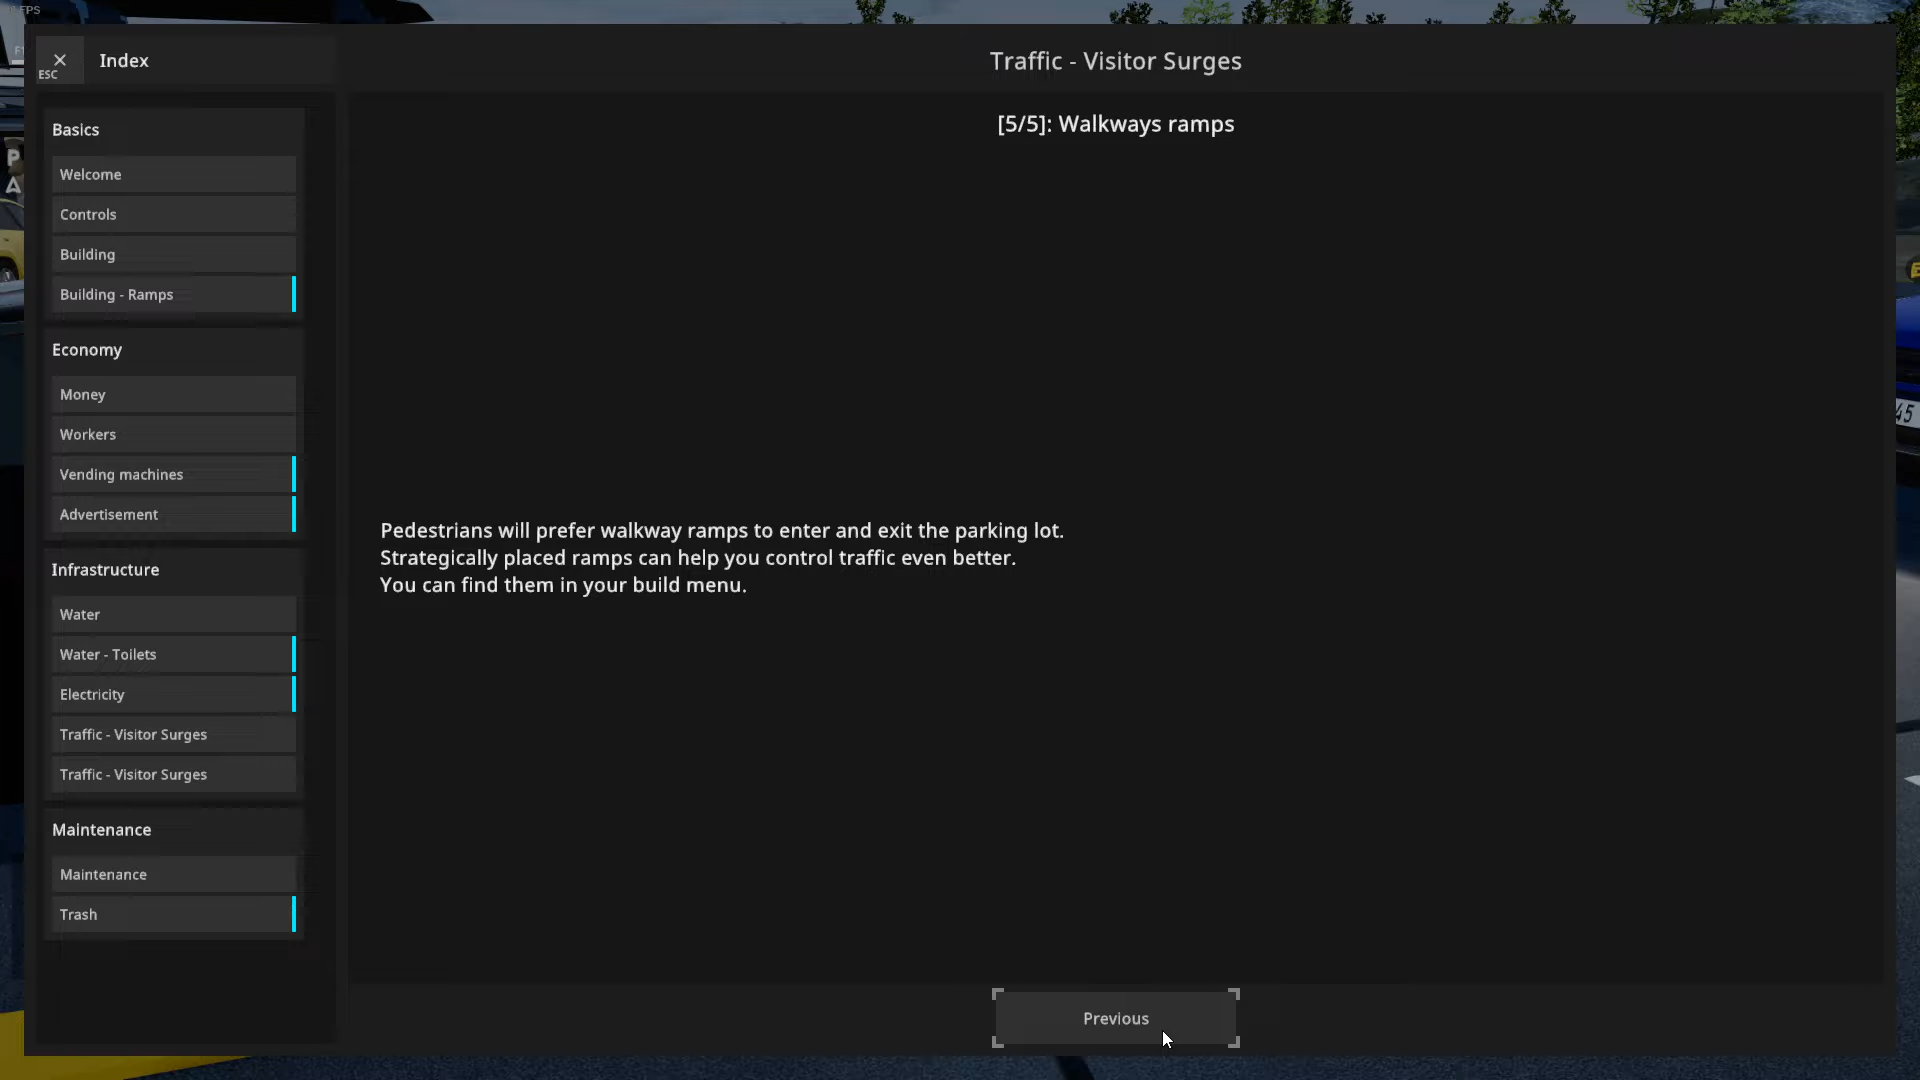 FPS
ESC
Index
Traffic - Visitor Surges
Basics
Welcome
Controls
Building
Building - Ramps
Economy
Money
Workers
Vending machines
Advertisement
Infrastructure
Water
Water - Toilets
Electricity
Traffic - Visitor Surges
Traffic - Visitor Surges
Maintenance
Maintenance
Trash
[5/5]: Walkways ramps
Pedestrians will prefer walkway ramps to enter and exit the parking lot.
Strategically placed ramps can help you control traffic even better.
You can find them in your build menu.
Previous
P
A
45